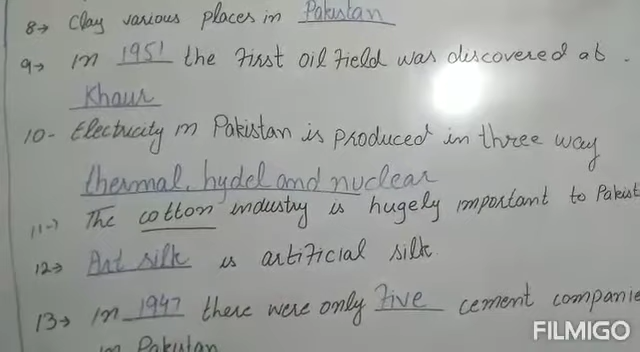 8→ Clay various places in Pakistan
9→ In 1951 the First oil Field was discovered at.
Khaur
10- Electricity in Pakistan is produced in three way
thermal, hydel and nuclear
11→ The cotton industry is hugely important to Pakist
12→ Art silk is artificial silk
13→ In 1947 there were only Five cement companie
in Pakistan
FILMIGO